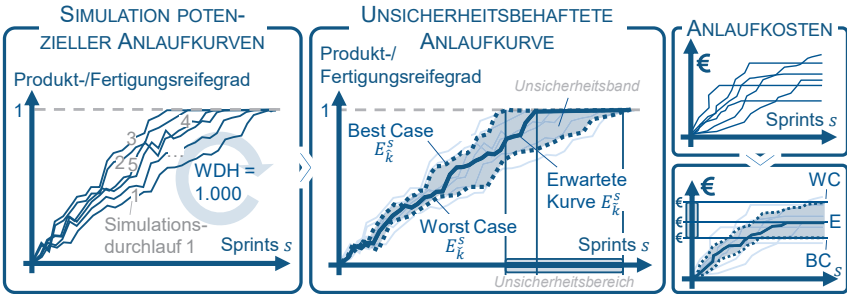 SIMULATION POTEN-
ZIELLER ANLAUFKURVEN
Produkt-/Fertigungsreifegrad
1
3
4
2
5
...
1
WDH =
1.000
Simulations-
durchlauf 1
Sprints s
UNSICHERHEITSBEHAFTETE
ANLAUFKURVE
Produkt-/
Fertigungsreifegrad
Unsicherheitsband
1
Best Case
E
Erwartete
Kurve E
Worst Case
E
Sprints s
Unsicherheitsbereich
ANLAUFKOSTEN
€
Sprints s
€
WC
€
€
E
€
BC
s